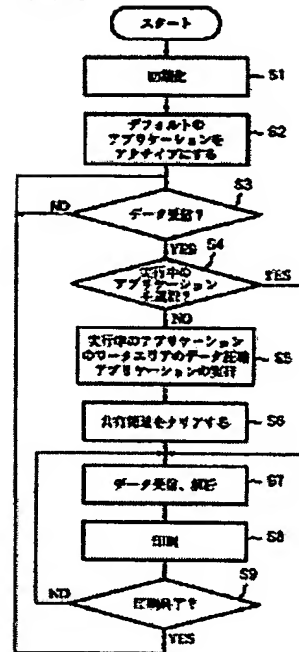 スタート
初期化
S1
デフォルトの
アプリケーションを
アクティブにする
S2
S3
データ受信?
NO
YES
S4
実行中の
アプリケーション
を選択?
YES
NO
実行中のアプリケーション
のワークエリアのデータ圧縮
アプリケーションの実行
S5
共有領域をクリアする
S6
データ受信、解析
S7
印刷
S8
S9
印刷終了?
NO
YES